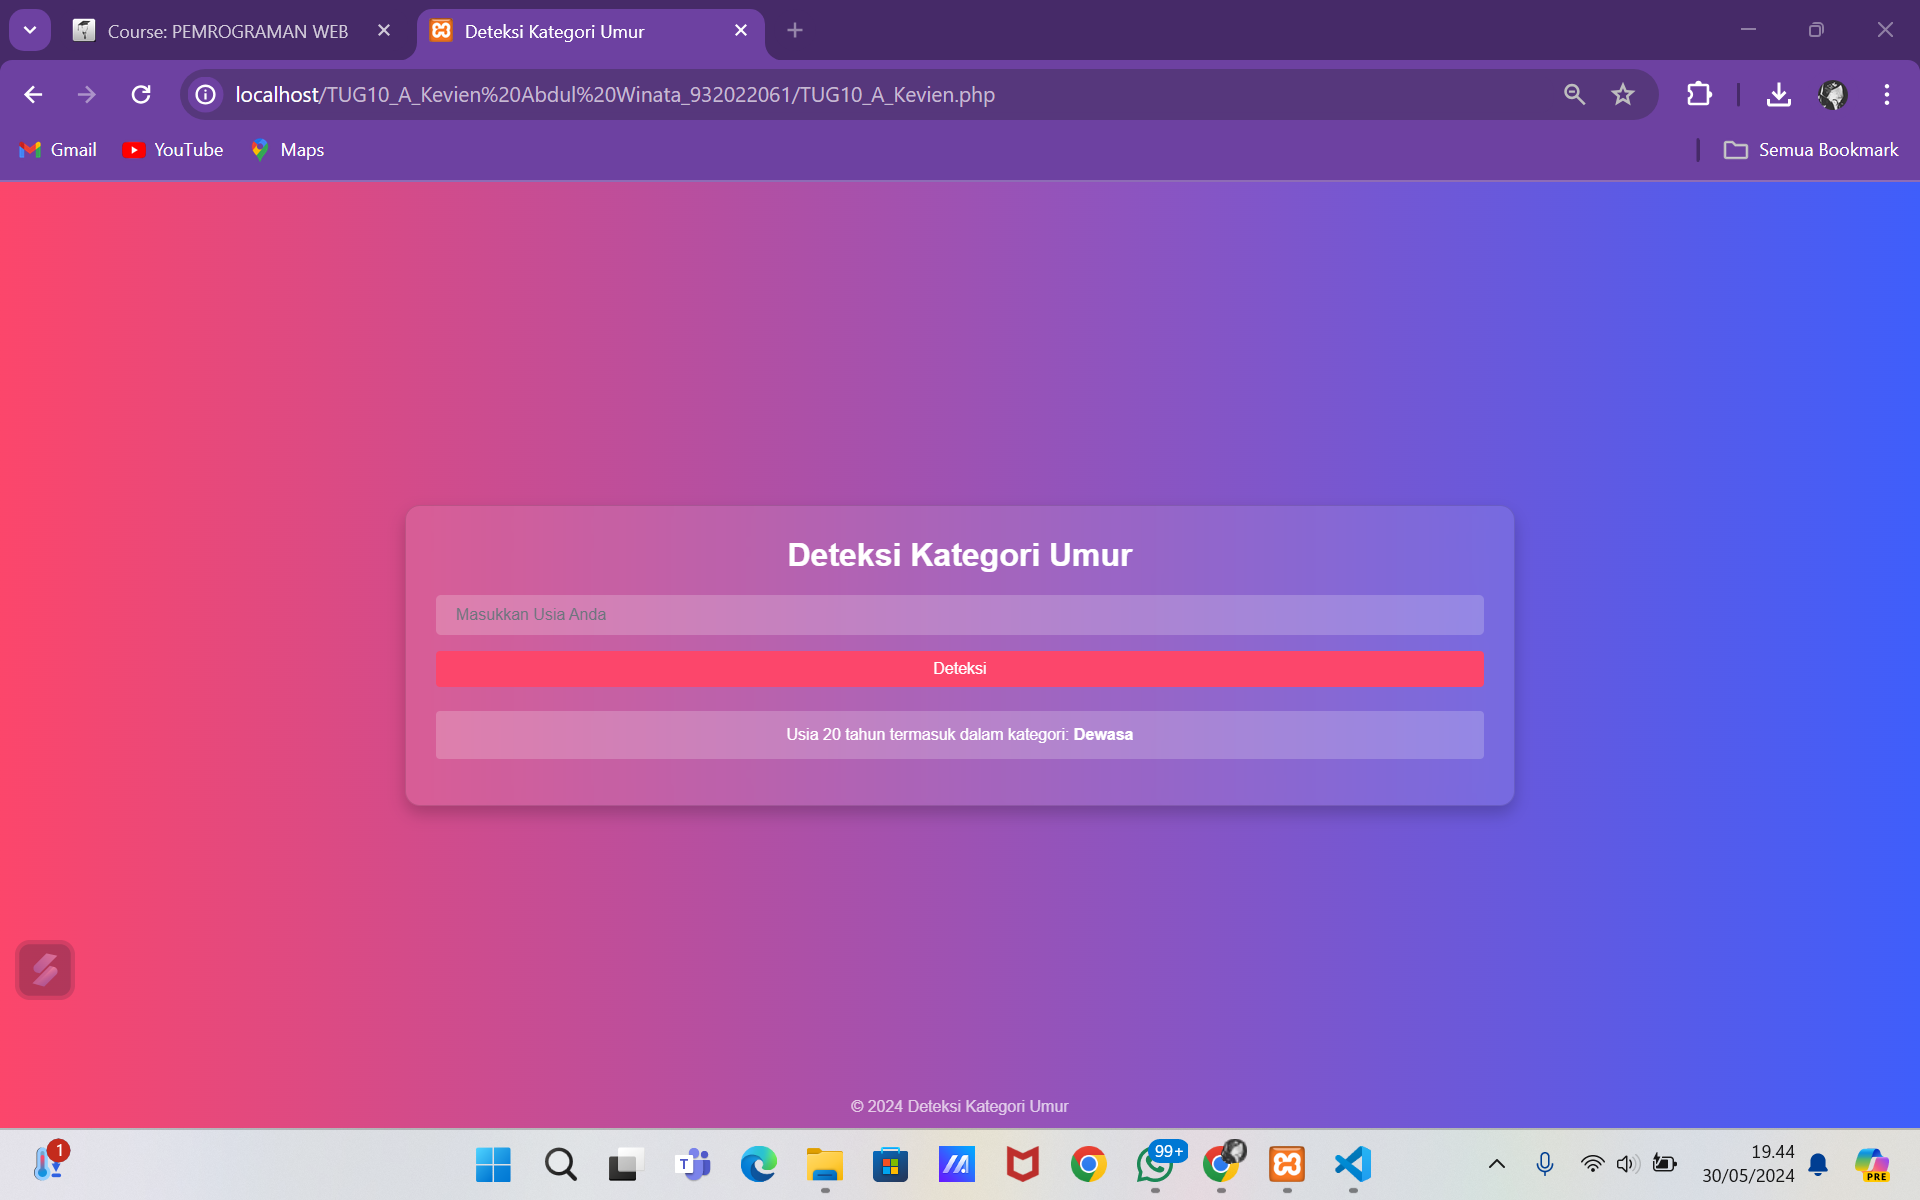 Course: PEMROGRAMAN WEB
Deteksi Kategori Umur
localhost/TUG10_A_Kevien%20Abdul%20Winata_932022061/TUG10_A_Kevien.php
Gmail
YouTube
Maps
Semua Bookmark
Deteksi Kategori Umur
Masukkan Usia Anda
Deteksi
Usia 20 tahun termasuk dalam kategori: Dewasa
© 2024 Deteksi Kategori Umur
1
T
99+
19.44
30/05/2024
PRE